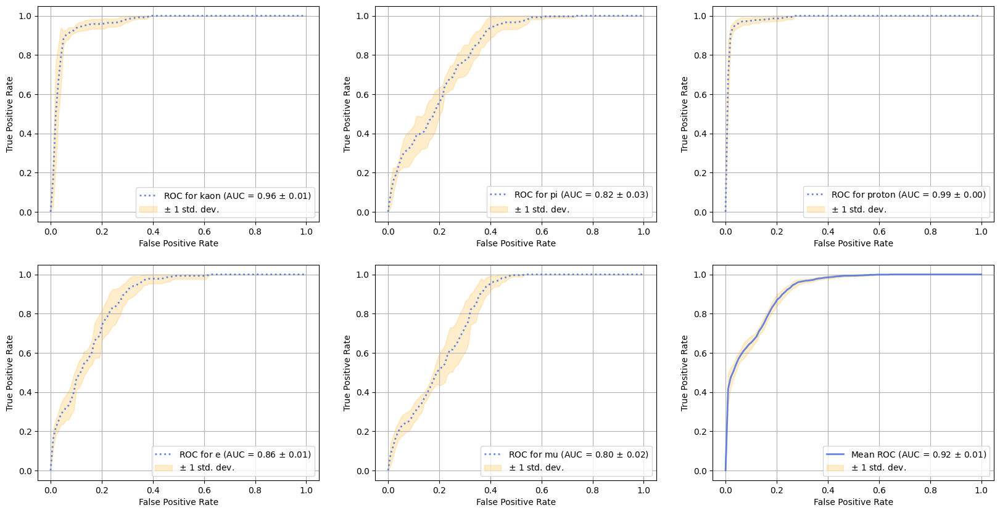 1.0
0.8
0.6
0.4
0.2
0.0
True Positive Rate
ROC for kaon (AUC = 0.96 ± 0.01)
± 1 std. dev.
0.0 0.2 0.4 0.6 0.8 1.0
False Positive Rate
1.0
0.8
0.6
0.4
0.2
0.0
True Positive Rate
ROC for pi (AUC = 0.82 ± 0.03)
± 1 std. dev.
0.0 0.2 0.4 0.6 0.8 1.0
False Positive Rate
1.0
0.8
0.6
0.4
0.2
0.0
True Positive Rate
ROC for proton (AUC = 0.99 ± 0.00)
± 1 std. dev.
0.0 0.2 0.4 0.6 0.8 1.0
False Positive Rate
1.0
0.8
0.6
0.4
0.2
0.0
True Positive Rate
ROC for e (AUC = 0.86 ± 0.01)
± 1 std. dev.
0.0 0.2 0.4 0.6 0.8 1.0
False Positive Rate
1.0
0.8
0.6
0.4
0.2
0.0
True Positive Rate
ROC for mu (AUC = 0.80 ± 0.02)
± 1 std. dev.
0.0 0.2 0.4 0.6 0.8 1.0
False Positive Rate
1.0
0.8
0.6
0.4
0.2
0.0
True Positive Rate
Mean ROC (AUC = 0.92 ± 0.01)
± 1 std. dev.
0.0 0.2 0.4 0.6 0.8 1.0
False Positive Rate